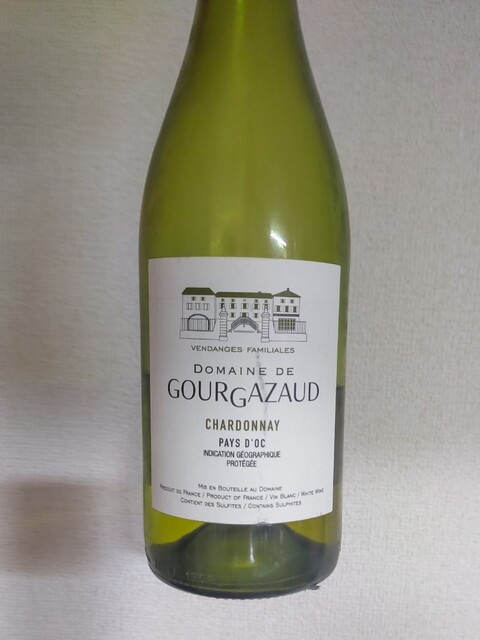 VENDANGES FAMILIALES
DOMAINE DE
GOURGAZAUD
CHARDONNAY
PAYS D'OC
INDICATION GÉOGRAPHIQUE
PROTÉGÉE
MIS EN BOUTEILLE AU DOMAINE
PRODUIT DE FRANCE / PRODUCT OF FRANCE / VIN BLANC / WHITE WINE
CONTIENT DES SULFITES / CONTAINS SULPHITES